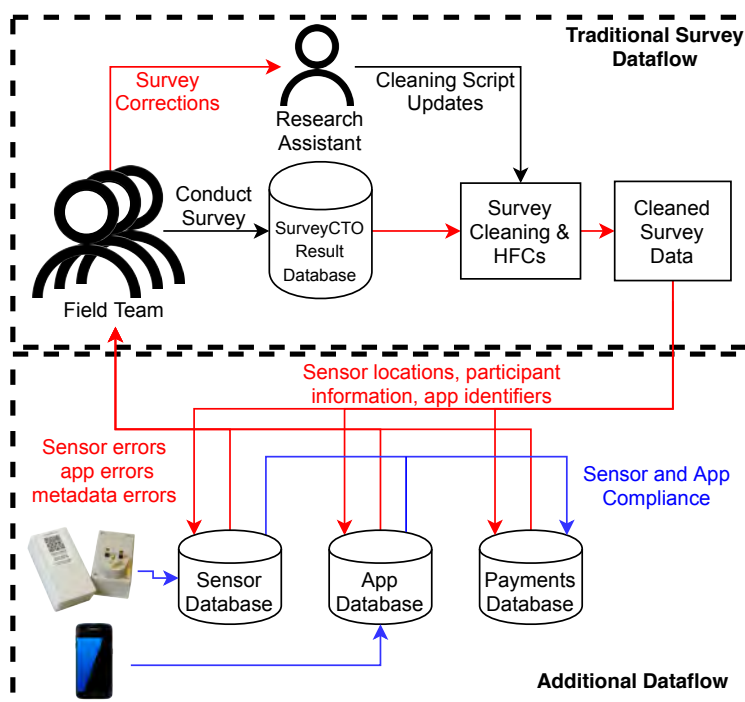 Traditional Survey
Dataflow
Survey
Corrections
Cleaning Script
Updates
Research
Assistant
Conduct
Survey
SurveyCTO
Result
Database
Survey
Cleaning &
HFCs
Cleaned
Survey
Data
Field Team
Sensor locations, participant
information, app identifiers
Sensor errors
app errors
metadata errors
Sensor and App
Compliance
Sensor
Database
App
Database
Payments
Database
Additional Dataflow